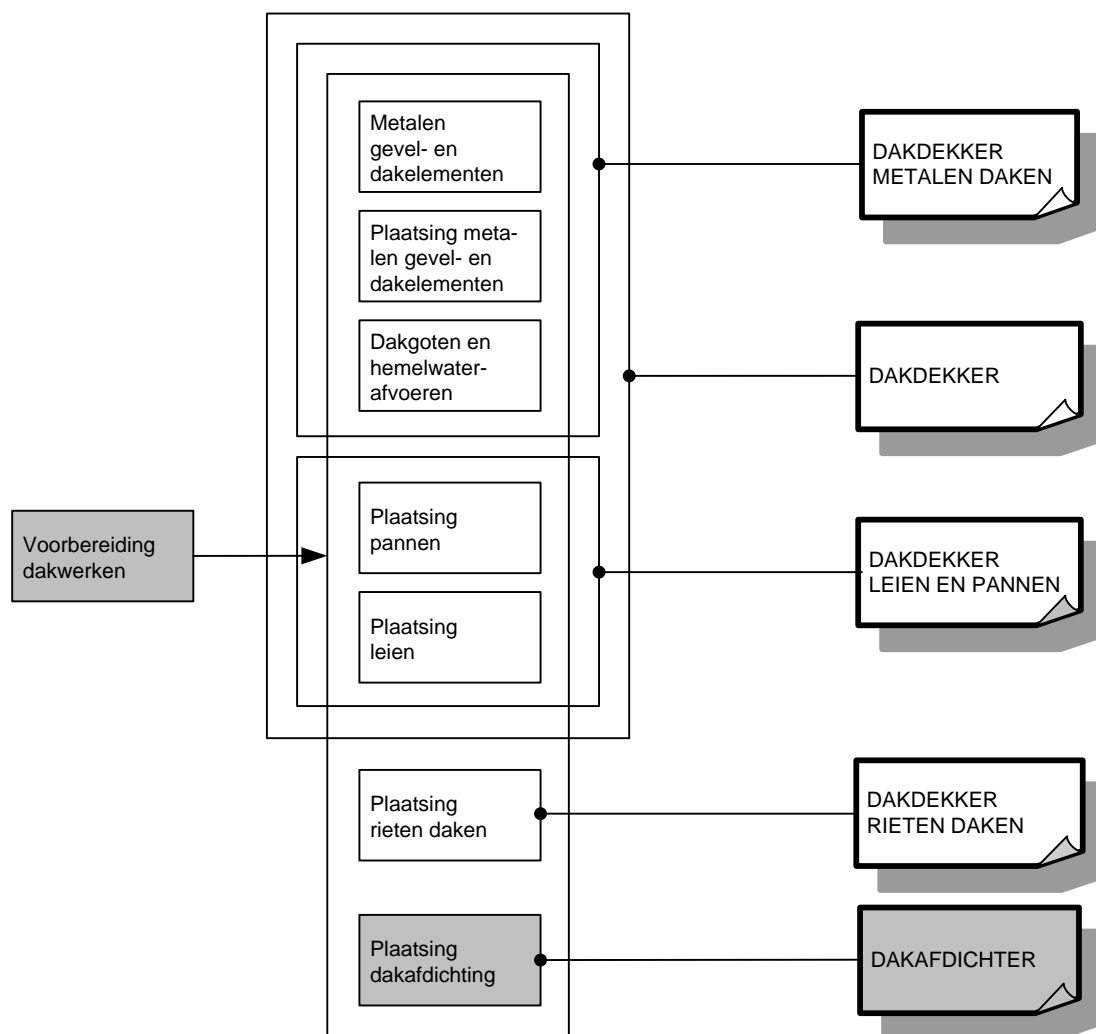 Metalen
gevel- en
dakelementen
DAKDEKKER
METALEN DAKEN
Plaatsing meta-
len gevel- en
dakelementen
Dakgoten en
hemelwater-
afvoeren
DAKDEKKER
Plaatsing
pannen
Voorbereiding
dakwerken
DAKDEKKER
LEIEN EN PANNEN
Plaatsing
leien
Plaatsing
rieten daken
DAKDEKKER
RIETEN DAKEN
Plaatsing
dakafdichting
DAKAFDICHTER